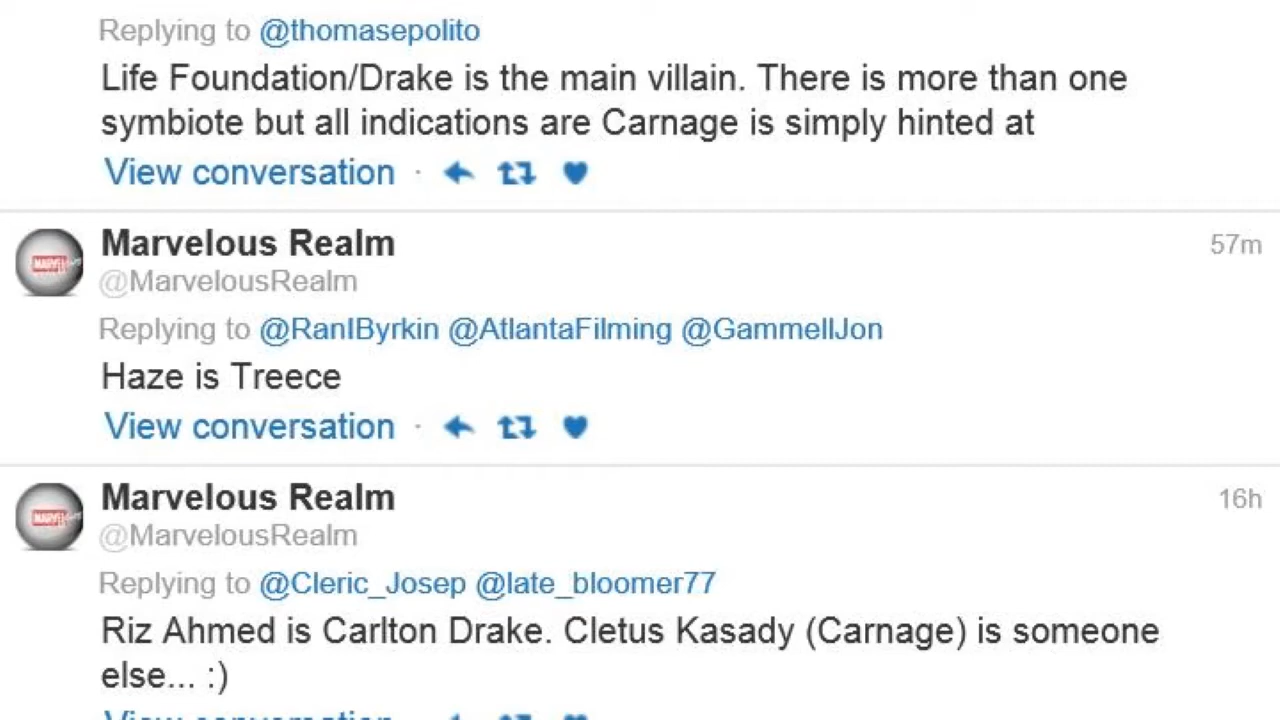 Replying to @thomasepolito
Life Foundation/Drake is the main villain. There is more than one
symbiote but all indications are Carnage is simply hinted at
View conversation ·
Marvelous Realm
57m
@MarvelousRealm
Replying to @RanIByrkin @AtlantaFilming @GammellJon
Haze is Treece
View conversation ·
Marvelous Realm
16h
@MarvelousRealm
Replying to @Cleric_Josep @late_bloomer77
Riz Ahmed is Carlton Drake. Cletus Kasady (Carnage) is someone
else... :)
View conversation